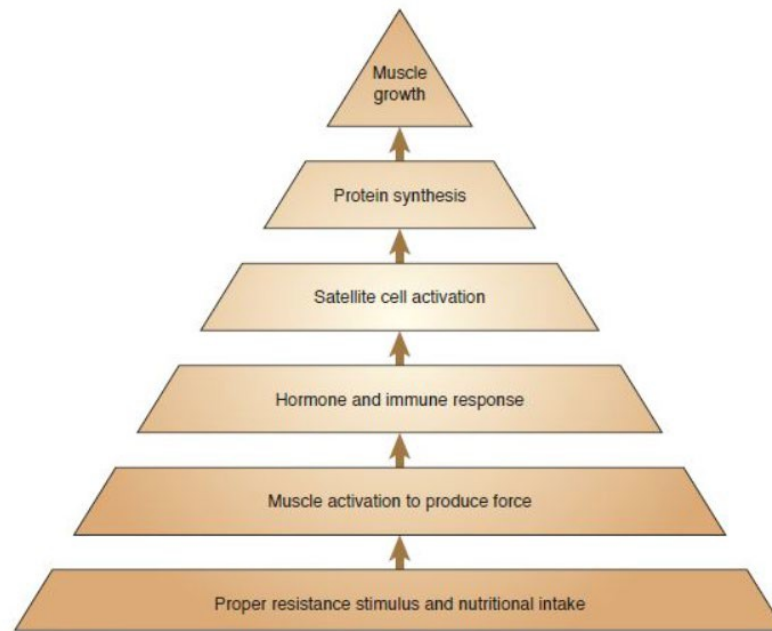 Muscle
growth
Protein synthesis
Satellite cell activation
Hormone and immune response
Muscle activation to produce force
Proper resistance stimulus and nutritional intake